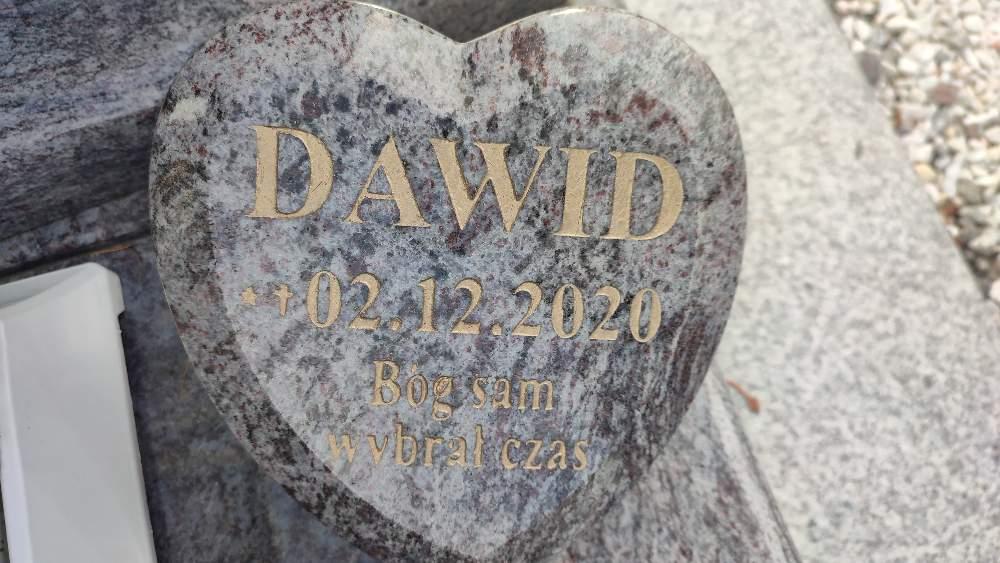 DAWID
⋆✝02.12.2020
Bóg sam
wybrał czas